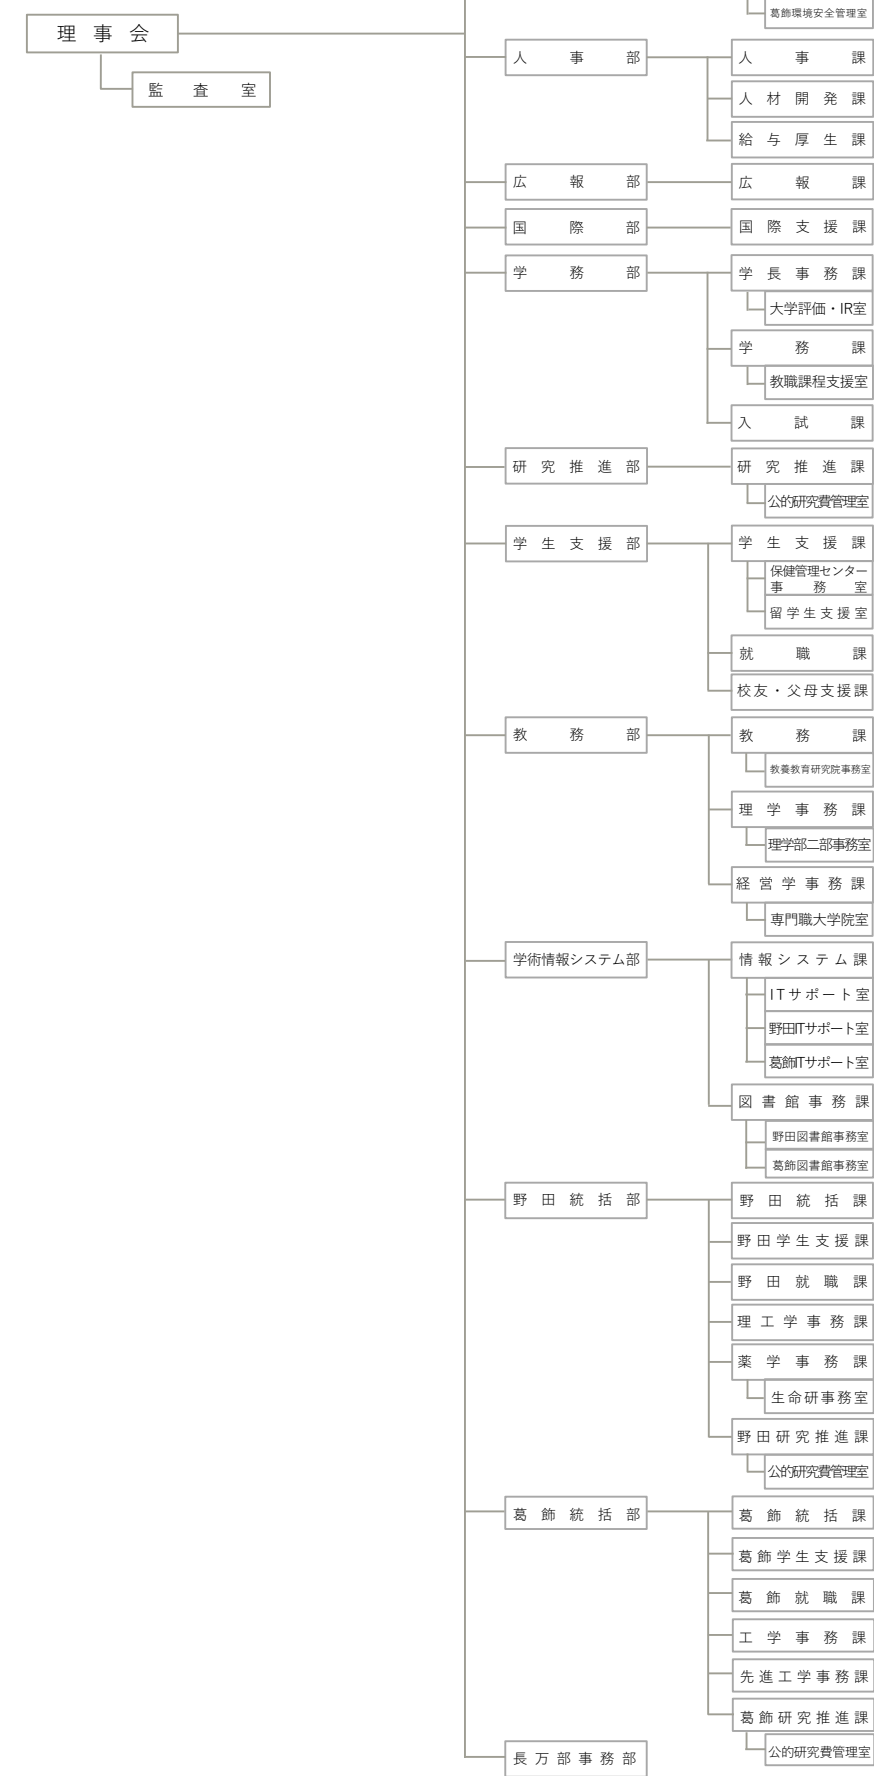 葛飾環境安全管理室
理事会
監査室
人事部
人事課
人材開発課
給与厚生課
広報部
広報課
国際部
国際支援課
学務部
学長事務課
大学評価・IR室
学務課
教職課程支援室
入試課
研究推進部
研究推進課
公的研究費管理室
学生支援部
学生支援課
保健管理センター
事務室
留学生支援室
就職課
校友・父母支援課
教務部
教務課
教養教育研究院事務室
理学事務課
理学部二部事務室
経営学事務課
専門職大学院室
学術情報システム部
情報システム課
ITサポート室
野田ITサポート室
葛飾ITサポート室
図書館事務課
野田図書館事務室
葛飾図書館事務室
野田統括部
野田統括課
野田学生支援課
野田就職課
理工学事務課
薬学事務課
生命研事務室
野田研究推進課
公的研究費管理室
葛飾統括部
葛飾統括課
葛飾学生支援課
葛飾就職課
工学事務課
先進工学事務課
葛飾研究推進課
公的研究費管理室
長万部事務部